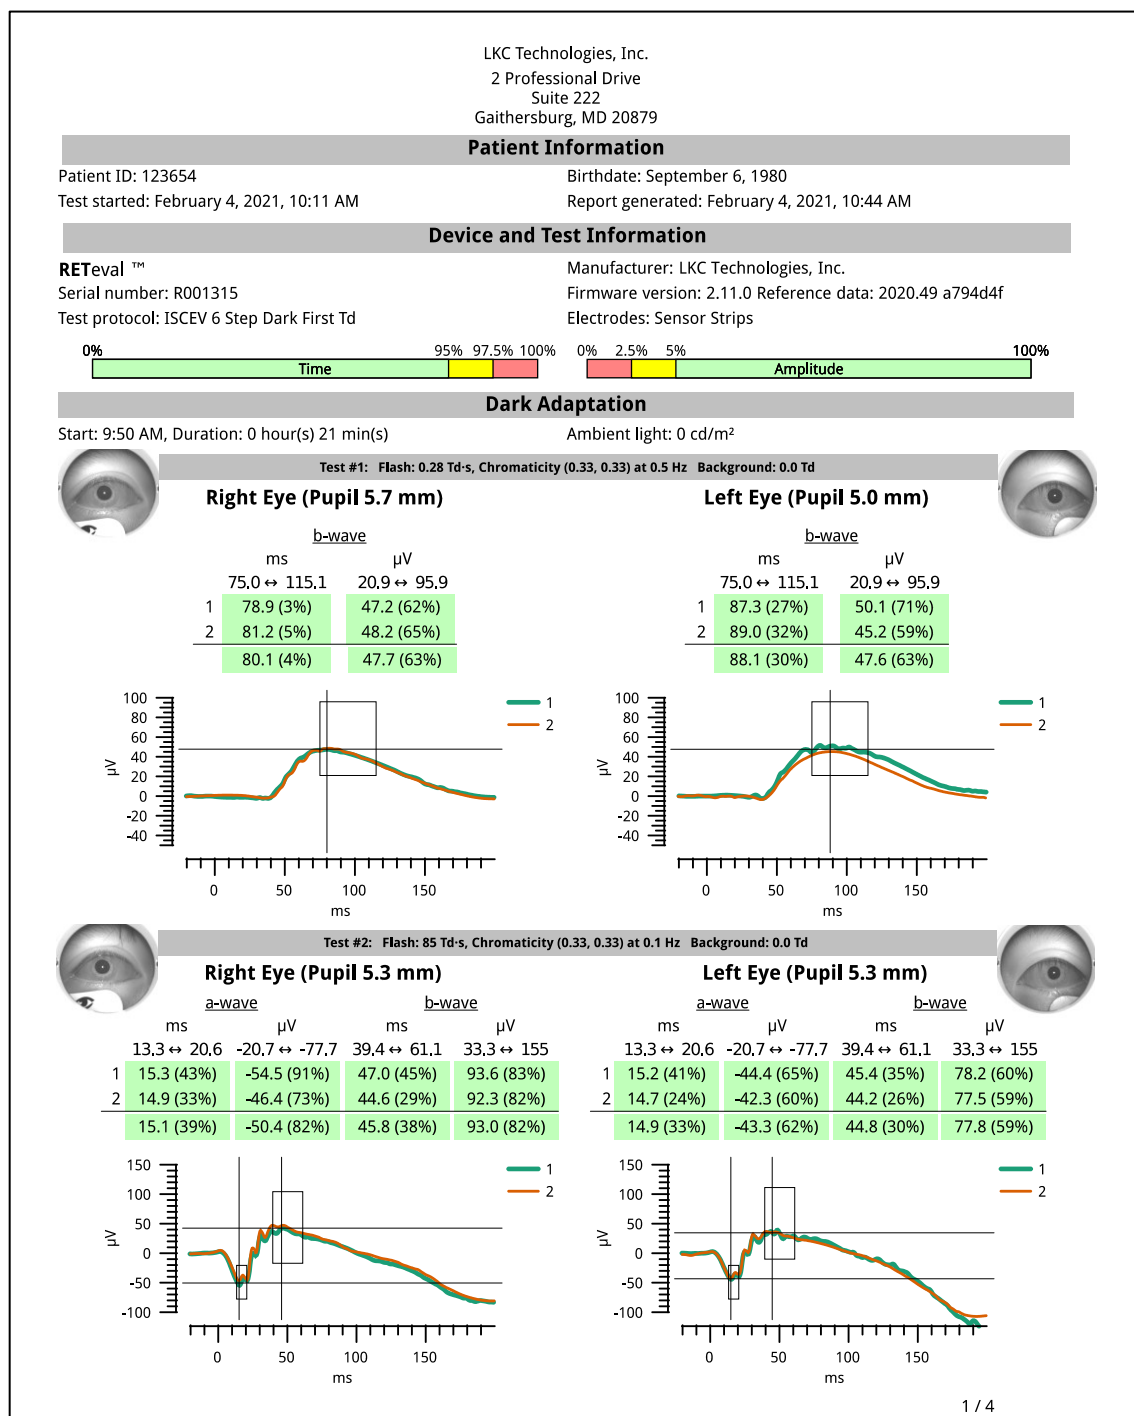 LKC Technologies, Inc.
2 Professional Drive
Suite 222
Gaithersburg, MD 20879
Patient Information
Patient ID: 123654 Birthdate: September 6, 1980
Test started: February 4, 2021, 10:11 AM Report generated: February 4, 2021, 10:44 AM
Device and Test Information
RETeval ™ Manufacturer: LKC Technologies, Inc.
Serial number: R001315 Firmware version: 2.11.0 Reference data: 2020.49 a794d4f
Test protocol: ISCEV 6 Step Dark First Td Electrodes: Sensor Strips
0% 95% 97.5% 100% 0% 2.5% 5% 100%
Time Amplitude
Dark Adaptation
Start: 9:50 AM, Duration: 0 hour(s) 21 min(s) Ambient light: 0 cd/m²
Test #1: Flash: 0.28 Td·s, Chromaticity (0.33, 0.33) at 0.5 Hz Background: 0.0 Td
Right Eye (Pupil 5.7 mm) Left Eye (Pupil 5.0 mm)
b-wave b-wave
ms µV ms µV
75.0 ↔ 115.1 20.9 ↔ 95.9 75.0 ↔ 115.1 20.9 ↔ 95.9
1 78.9 (3%) 47.2 (62%) 1 87.3 (27%) 50.1 (71%)
2 81.2 (5%) 48.2 (65%) 2 89.0 (32%) 45.2 (59%)
80.1 (4%) 47.7 (63%) 88.1 (30%) 47.6 (63%)
100 1 100 1
80 2 80 2
60 60
40 40
µV µV
20 20
0 0
-20 -20
-40 -40
0 50 100 150 0 50 100 150
ms ms
Test #2: Flash: 85 Td·s, Chromaticity (0.33, 0.33) at 0.1 Hz Background: 0.0 Td
Right Eye (Pupil 5.3 mm) Left Eye (Pupil 5.3 mm)
a-wave b-wave a-wave b-wave
ms µV ms µV ms µV ms µV
13.3 ↔ 20.6 -20.7 ↔ -77.7 39.4 ↔ 61.1 33.3 ↔ 155 13.3 ↔ 20.6 -20.7 ↔ -77.7 39.4 ↔ 61.1 33.3 ↔ 155
1 15.3 (43%) -54.5 (91%) 47.0 (45%) 93.6 (83%) 1 15.2 (41%) -44.4 (65%) 45.4 (35%) 78.2 (60%)
2 14.9 (33%) -46.4 (73%) 44.6 (29%) 92.3 (82%) 2 14.7 (24%) -42.3 (60%) 44.2 (26%) 77.5 (59%)
15.1 (39%) -50.4 (82%) 45.8 (38%) 93.0 (82%) 14.9 (33%) -43.3 (62%) 44.8 (30%) 77.8 (59%)
150 1 150 1
100 2 100 2
50 50
µV µV
0 0
-50 -50
-100 -100
0 50 100 150 0 50 100 150
ms ms
1 / 4